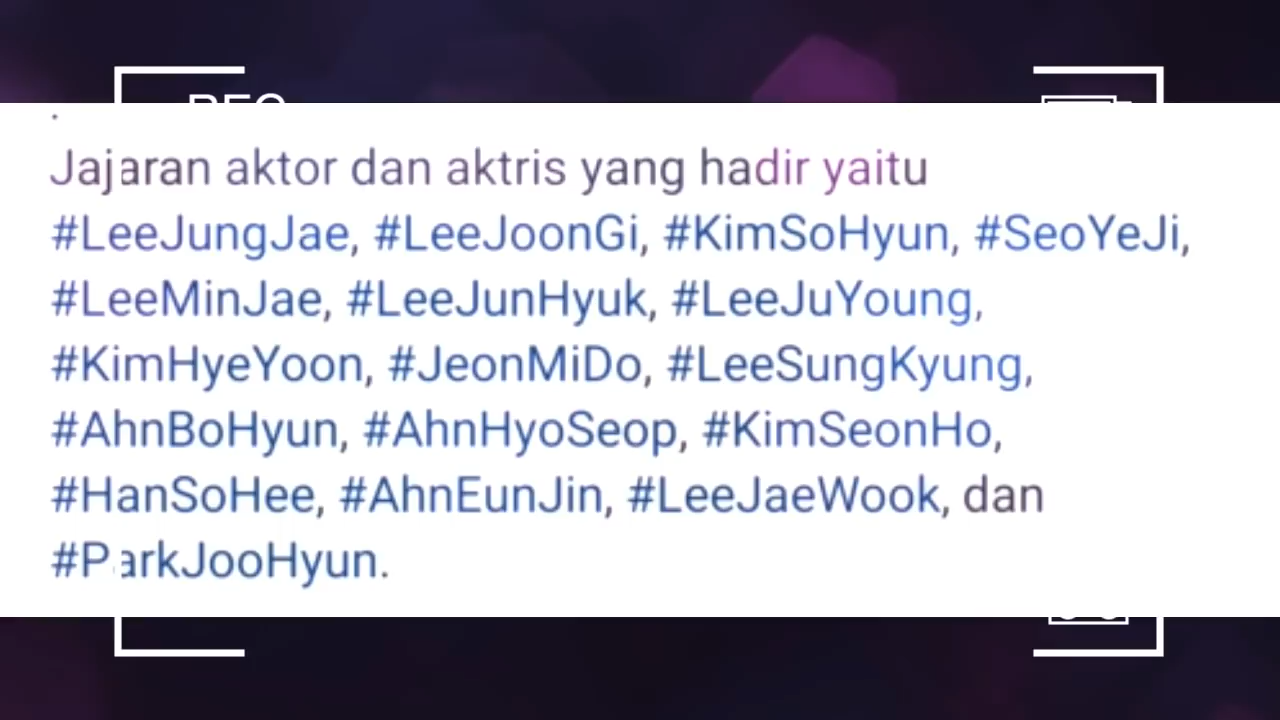 Jajaran aktor dan aktris yang hadir yaitu
#LeeJungJae, #LeeJoonGi, #KimSoHyun, #SeoYeJi,
#LeeMinJae, #LeeJunHyuk, #LeeJuYoung,
#KimHyeYoon, #JeonMiDo, #LeeSungKyung,
#AhnBoHyun, #AhnHyoSeop, #KimSeonHo,
#HanSoHee, #AhnEunJin, #LeeJaeWook, dan
#ParkJooHyun.